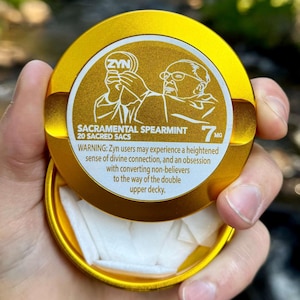 ZYN
SACRAMENTAL SPEARMINT
20 SACRED SACS
7 MG
WARNING: Zyn users may experience a heightened
sense of divine connection, and an obsession
with converting non-believers
to the way of the double
upper decky.